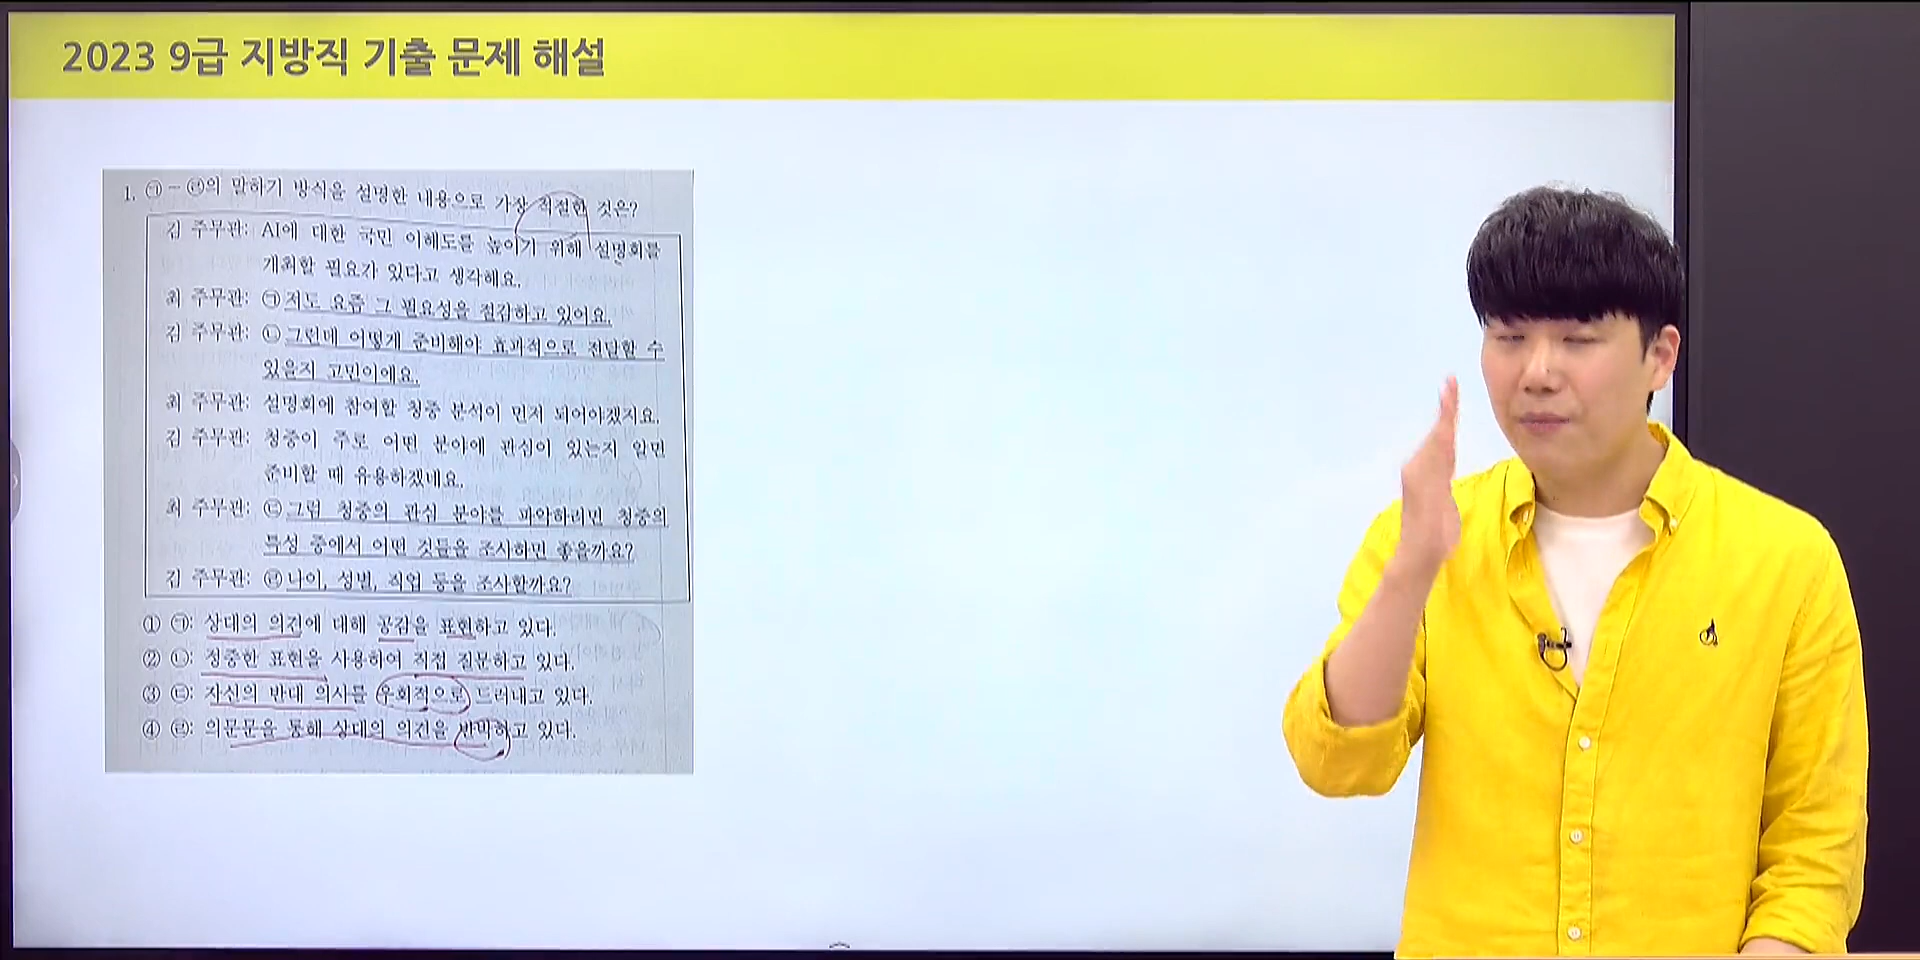 2023 9급 지방직 기출 문제 해설
1. ㉠~㉣의 말하기 방식을 설명한 내용으로 가장 적절한 것은?
김 주무관: AI에 대한 국민 이해도를 높이기 위해 설명회를
개최할 필요가 있다고 생각해요.
최 주무관: ㉠저도 요즘 그 필요성을 절감하고 있어요.
김 주무관: ㉡그런데 어떻게 준비해야 효과적으로 전달할 수
있을지 고민이에요.
최 주무관: 설명회에 참여할 청중 분석이 먼저 되어야겠지요.
김 주무관: 청중이 주로 어떤 분야에 관심이 있는지 알면
준비할 때 유용하겠네요.
최 주무관: ㉢그럼 청중의 관심 분야를 파악하려면 청중의
특성 중에서 어떤 것들을 조사하면 좋을까요?
김 주무관: ㉣나이, 성별, 직업 등을 조사할까요?
① ㉠: 상대의 의견에 대해 공감을 표현하고 있다.
② ㉡: 정중한 표현을 사용하여 직접 질문하고 있다.
③ ㉢: 자신의 반대 의사를 우회적으로 드러내고 있다.
④ ㉣: 의문문을 통해 상대의 의견을 반박하고 있다.